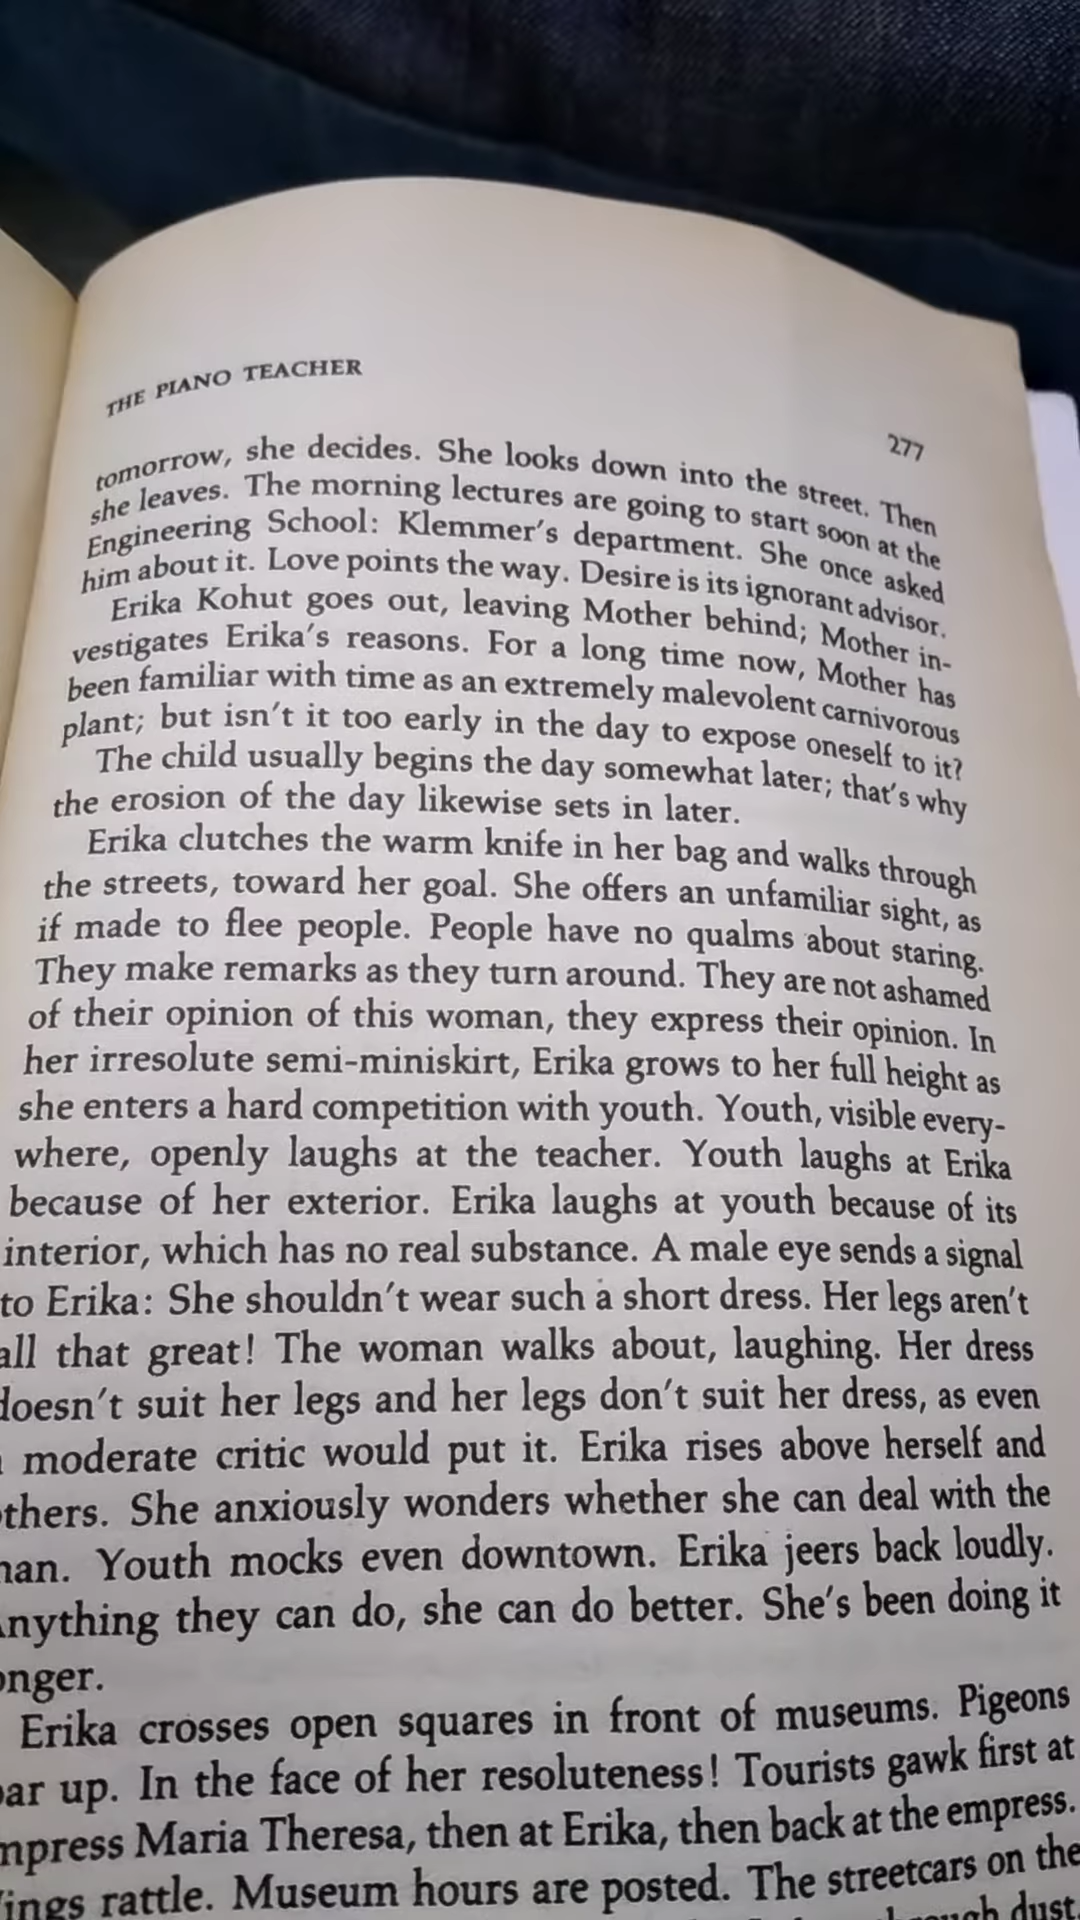 THE PIANO TEACHER
277
tomorrow, she decides. She looks down into the street. Then
she leaves. The morning lectures are going to start soon at the
Engineering School: Klemmer's department. She once asked
him about it. Love points the way. Desire is its ignorant advisor.
Erika Kohut goes out, leaving Mother behind; Mother in-
vestigates Erika's reasons. For a long time now, Mother has
been familiar with time as an extremely malevolent carnivorous
plant; but isn't it too early in the day to expose oneself to it?
The child usually begins the day somewhat later; that's why
the erosion of the day likewise sets in later.
Erika clutches the warm knife in her bag and walks through
the streets, toward her goal. She offers an unfamiliar sight, as
if made to flee people. People have no qualms about staring.
They make remarks as they turn around. They are not ashamed
of their opinion of this woman, they express their opinion. In
her irresolute semi-miniskirt, Erika grows to her full height as
she enters a hard competition with youth. Youth, visible every-
where, openly laughs at the teacher. Youth laughs at Erika
because of her exterior. Erika laughs at youth because of its
interior, which has no real substance. A male eye sends a signal
to Erika: She shouldn't wear such a short dress. Her legs aren't
all that great! The woman walks about, laughing. Her dress
doesn't suit her legs and her legs don't suit her dress, as even
moderate critic would put it. Erika rises above herself and
thers. She anxiously wonders whether she can deal with the
man. Youth mocks even downtown. Erika jeers back loudly.
Anything they can do, she can do better. She's been doing it
onger.
Erika crosses open squares in front of museums. Pigeons
oar up. In the face of her resoluteness! Tourists gawk first at
mpress Maria Theresa, then at Erika, then back at the empress.
ings rattle. Museum hours are posted. The streetcars on the
dust.